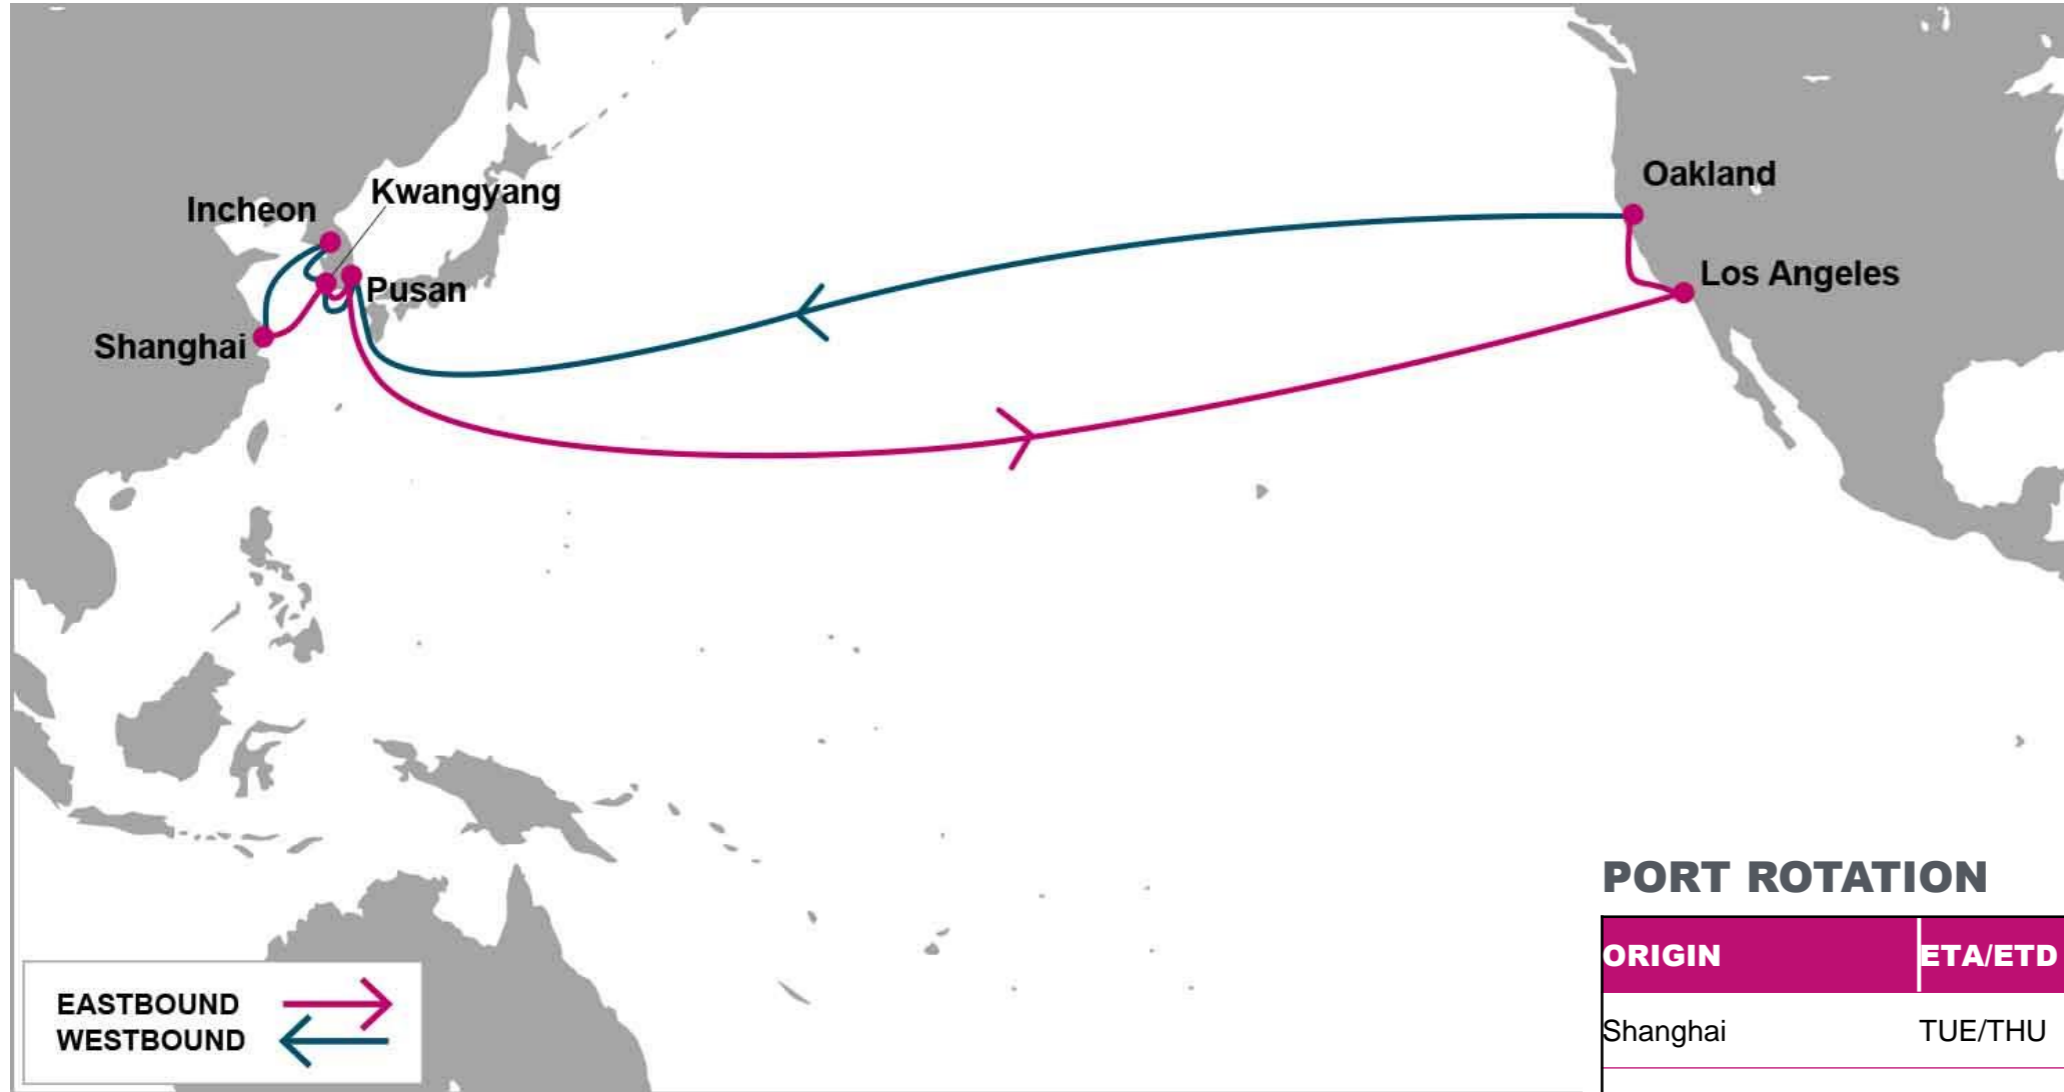 Kwangyang
Incheon
Oakland
Pusan
Los Angeles
Shanghai
PORT ROTATION
ORIGIN ETA/ETD
Shanghai TUE/THU
EASTBOUND
WESTBOUND